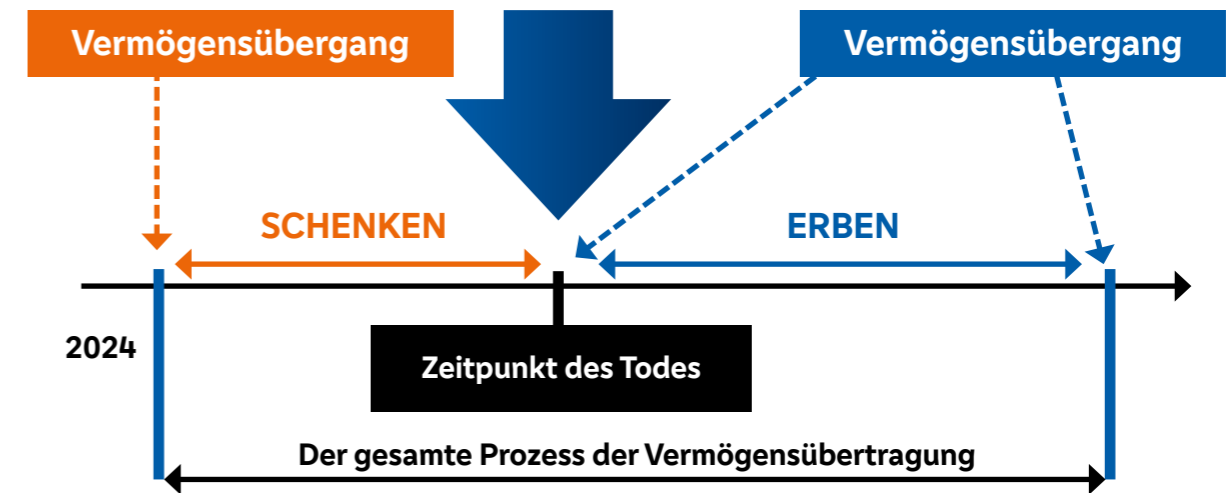 Vermögensübergang
Vermögensübergang
SCHENKEN
ERBEN
2024
Zeitpunkt des Todes
Der gesamte Prozess der Vermögensübertragung